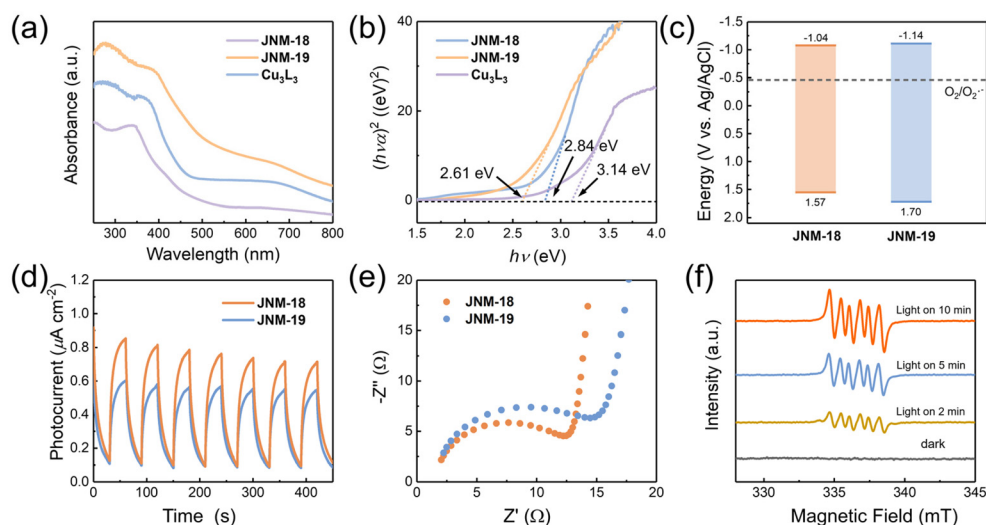 (a)
JNM-18
JNM-19
Cu₃L₃
Absorbance (a.u.)
300 400 500 600 700 800
Wavelength (nm)
(b)
JNM-18
JNM-19
Cu₃L₃
(hνα)² ((eV)²)
40
20
0
2.61 eV
2.84 eV
3.14 eV
1.5 2.0 2.5 3.0 3.5 4.0
hν (eV)
(c)
Energy (V vs. Ag/AgCl)
-1.5
-1.0
-0.5
0.0
0.5
1.0
1.5
2.0
-1.04
-1.14
O₂/O₂·⁻
1.57
1.70
JNM-18 JNM-19
(d)
JNM-18
JNM-19
Photocurrent (μA cm⁻²)
1.2
1.0
0.8
0.6
0.4
0.2
0.0
0 100 200 300 400
Time (s)
(e)
JNM-18
JNM-19
-Z" (Ω)
20
15
10
5
0
0 5 10 15 20
Z' (Ω)
(f)
Intensity (a.u.)
Light on 10 min
Light on 5 min
Light on 2 min
dark
330 335 340 345
Magnetic Field (mT)